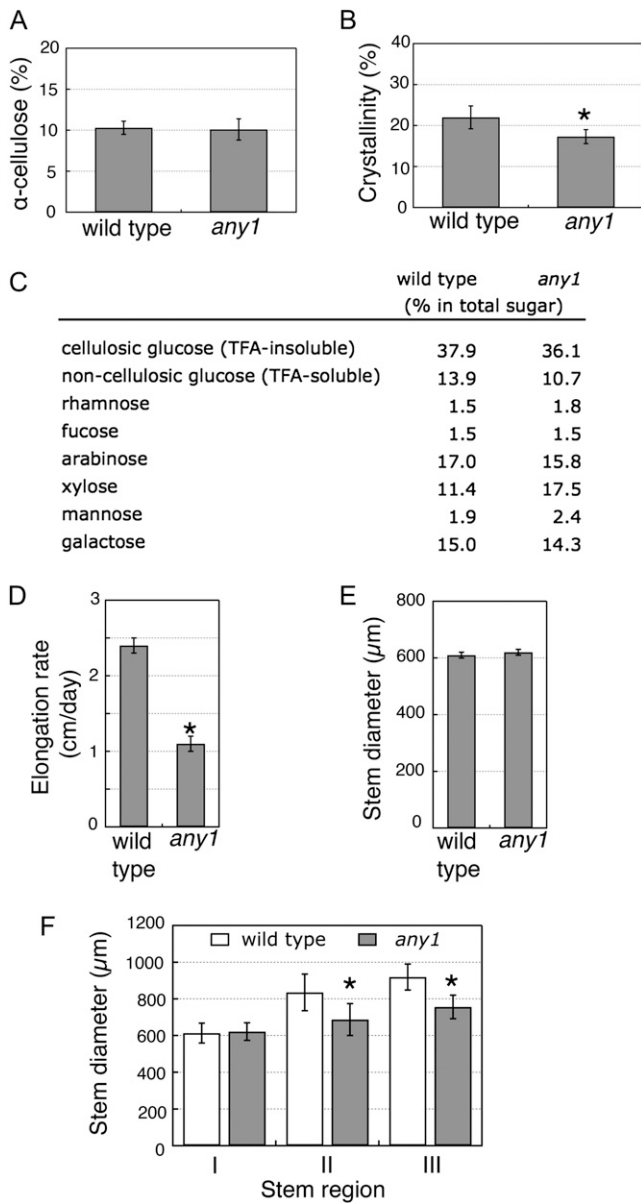 A
α-cellulose (%)
20
15
10
5
0
wild type any1
B
Crystallinity (%)
40
30
20
10
0
*
wild type any1
C
wild type any1
(% in total sugar)
cellulosic glucose (TFA-insoluble) 37.9 36.1
non-cellulosic glucose (TFA-soluble) 13.9 10.7
rhamnose 1.5 1.8
fucose 1.5 1.5
arabinose 17.0 15.8
xylose 11.4 17.5
mannose 1.9 2.4
galactose 15.0 14.3
D
Elongation rate
(cm/day)
3
2
1
0
*
wild any1
type
E
Stem diameter (µm)
800
600
400
200
0
wild any1
type
F
Stem diameter (µm)
1200
1000
800
600
400
200
0
wild type any1
* *
I II III
Stem region